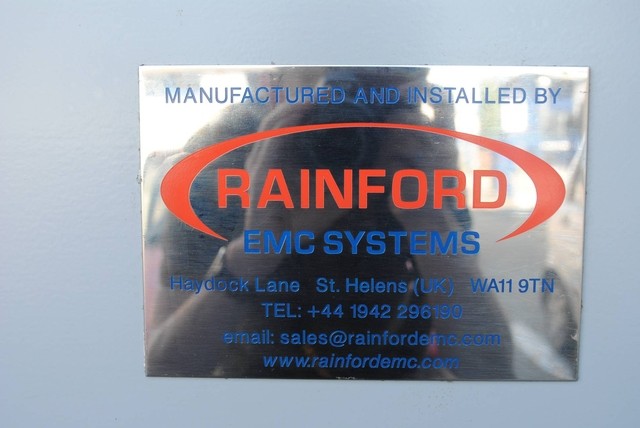 MANUFACTURED AND INSTALLED BY
RAINFORD
EMC SYSTEMS
Haydock Lane St. Helens (UK) WA11 9TN
TEL: +44 1942 296190
email: sales@rainfordemc.com
www.rainfordemc.com